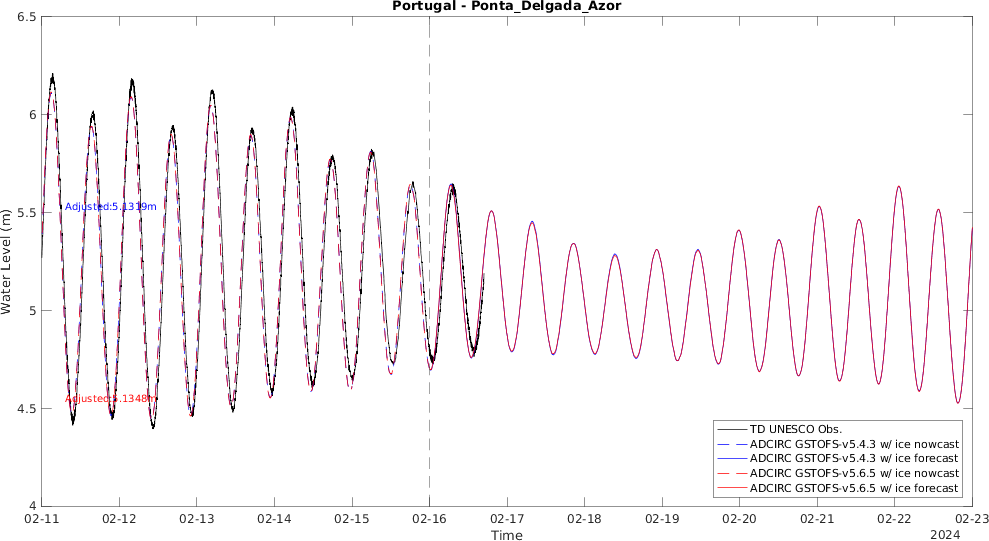 Portugal - Ponta_Delgada_Azor
6.5
6
5.5
5
4.5
4
Water Level (m)
Adjusted:5.1319m
Adjusted:5.1348m
TD UNESCO Obs.
ADCIRC GSTOFS-v5.4.3 w/ ice nowcast
ADCIRC GSTOFS-v5.4.3 w/ ice forecast
ADCIRC GSTOFS-v5.6.5 w/ ice nowcast
ADCIRC GSTOFS-v5.6.5 w/ ice forecast
02-11 02-12 02-13 02-14 02-15 02-16 02-17 02-18 02-19 02-20 02-21 02-22 02-23
Time
2024